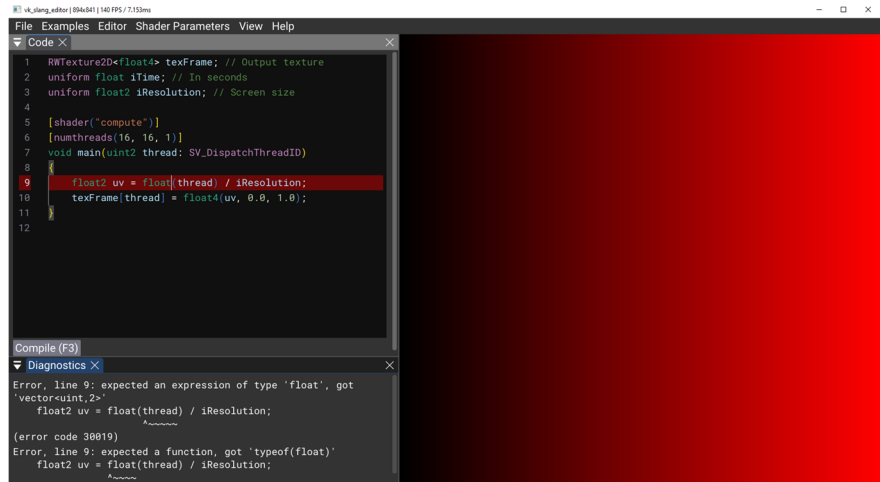 vk_slang_editor | 894x841 | 140 FPS / 7.153ms
File Examples Editor Shader Parameters View Help
Code
1 RWTexture2D<float4> texFrame; // Output texture
2 uniform float iTime; // In seconds
3 uniform float2 iResolution; // Screen size
4
5 [shader("compute")]
6 [numthreads(16, 16, 1)]
7 void main(uint2 thread: SV_DispatchThreadID)
8 {
9 float2 uv = float(thread) / iResolution;
10 texFrame[thread] = float4(uv, 0.0, 1.0);
11 }
12
Compile (F3)
Diagnostics
Error, line 9: expected an expression of type 'float', got
'vector<uint,2>'
float2 uv = float(thread) / iResolution;
^~~~~~
(error code 30019)
Error, line 9: expected a function, got 'typeof(float)'
float2 uv = float(thread) / iResolution;
^~~~~